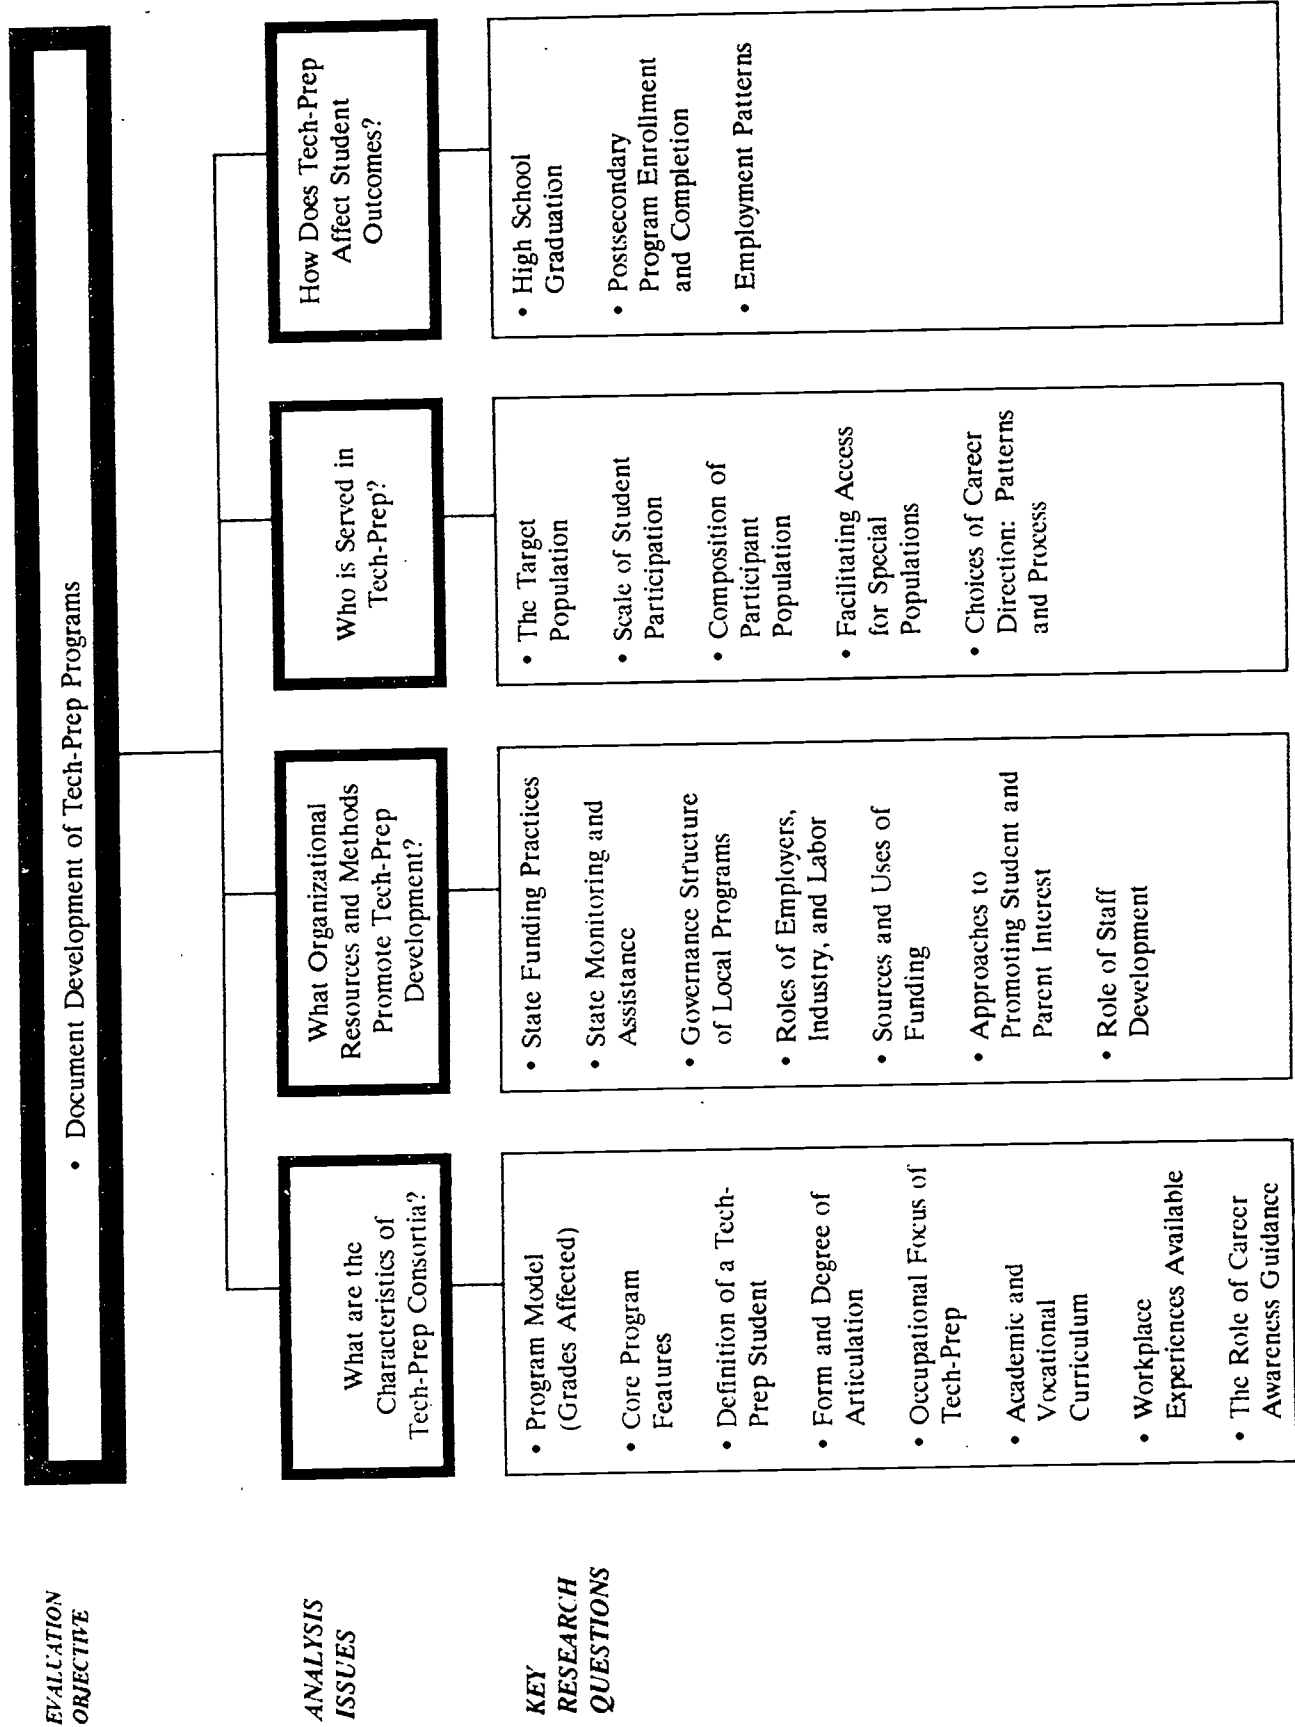 EVALUATION
OBJECTIVE
• Document Development of Tech-Prep Programs
ANALYSIS
ISSUES
What are the
Characteristics of
Tech-Prep Consortia?
What Organizational
Resources and Methods
Promote Tech-Prep
Development?
Who is Served in
Tech-Prep?
How Does Tech-Prep
Affect Student
Outcomes?
KEY
RESEARCH
QUESTIONS
• Program Model
(Grades Affected)
• Core Program
Features
• Definition of a Tech-
Prep Student
• Form and Degree of
Articulation
• Occupational Focus of
Tech-Prep
• Academic and
Vocational
Curriculum
• Workplace
Experiences Available
• The Role of Career
Awareness Guidance
• State Funding Practices
• State Monitoring and
Assistance
• Governance Structure
of Local Programs
• Roles of Employers,
Industry, and Labor
• Sources and Uses of
Funding
• Approaches to
Promoting Student and
Parent Interest
• Role of Staff
Development
• The Target
Population
• Scale of Student
Participation
• Composition of
Participant
Population
• Facilitating Access
for Special
Populations
• Choices of Career
Direction: Patterns
and Process
• High School
Graduation
• Postsecondary
Program Enrollment
and Completion
• Employment Patterns